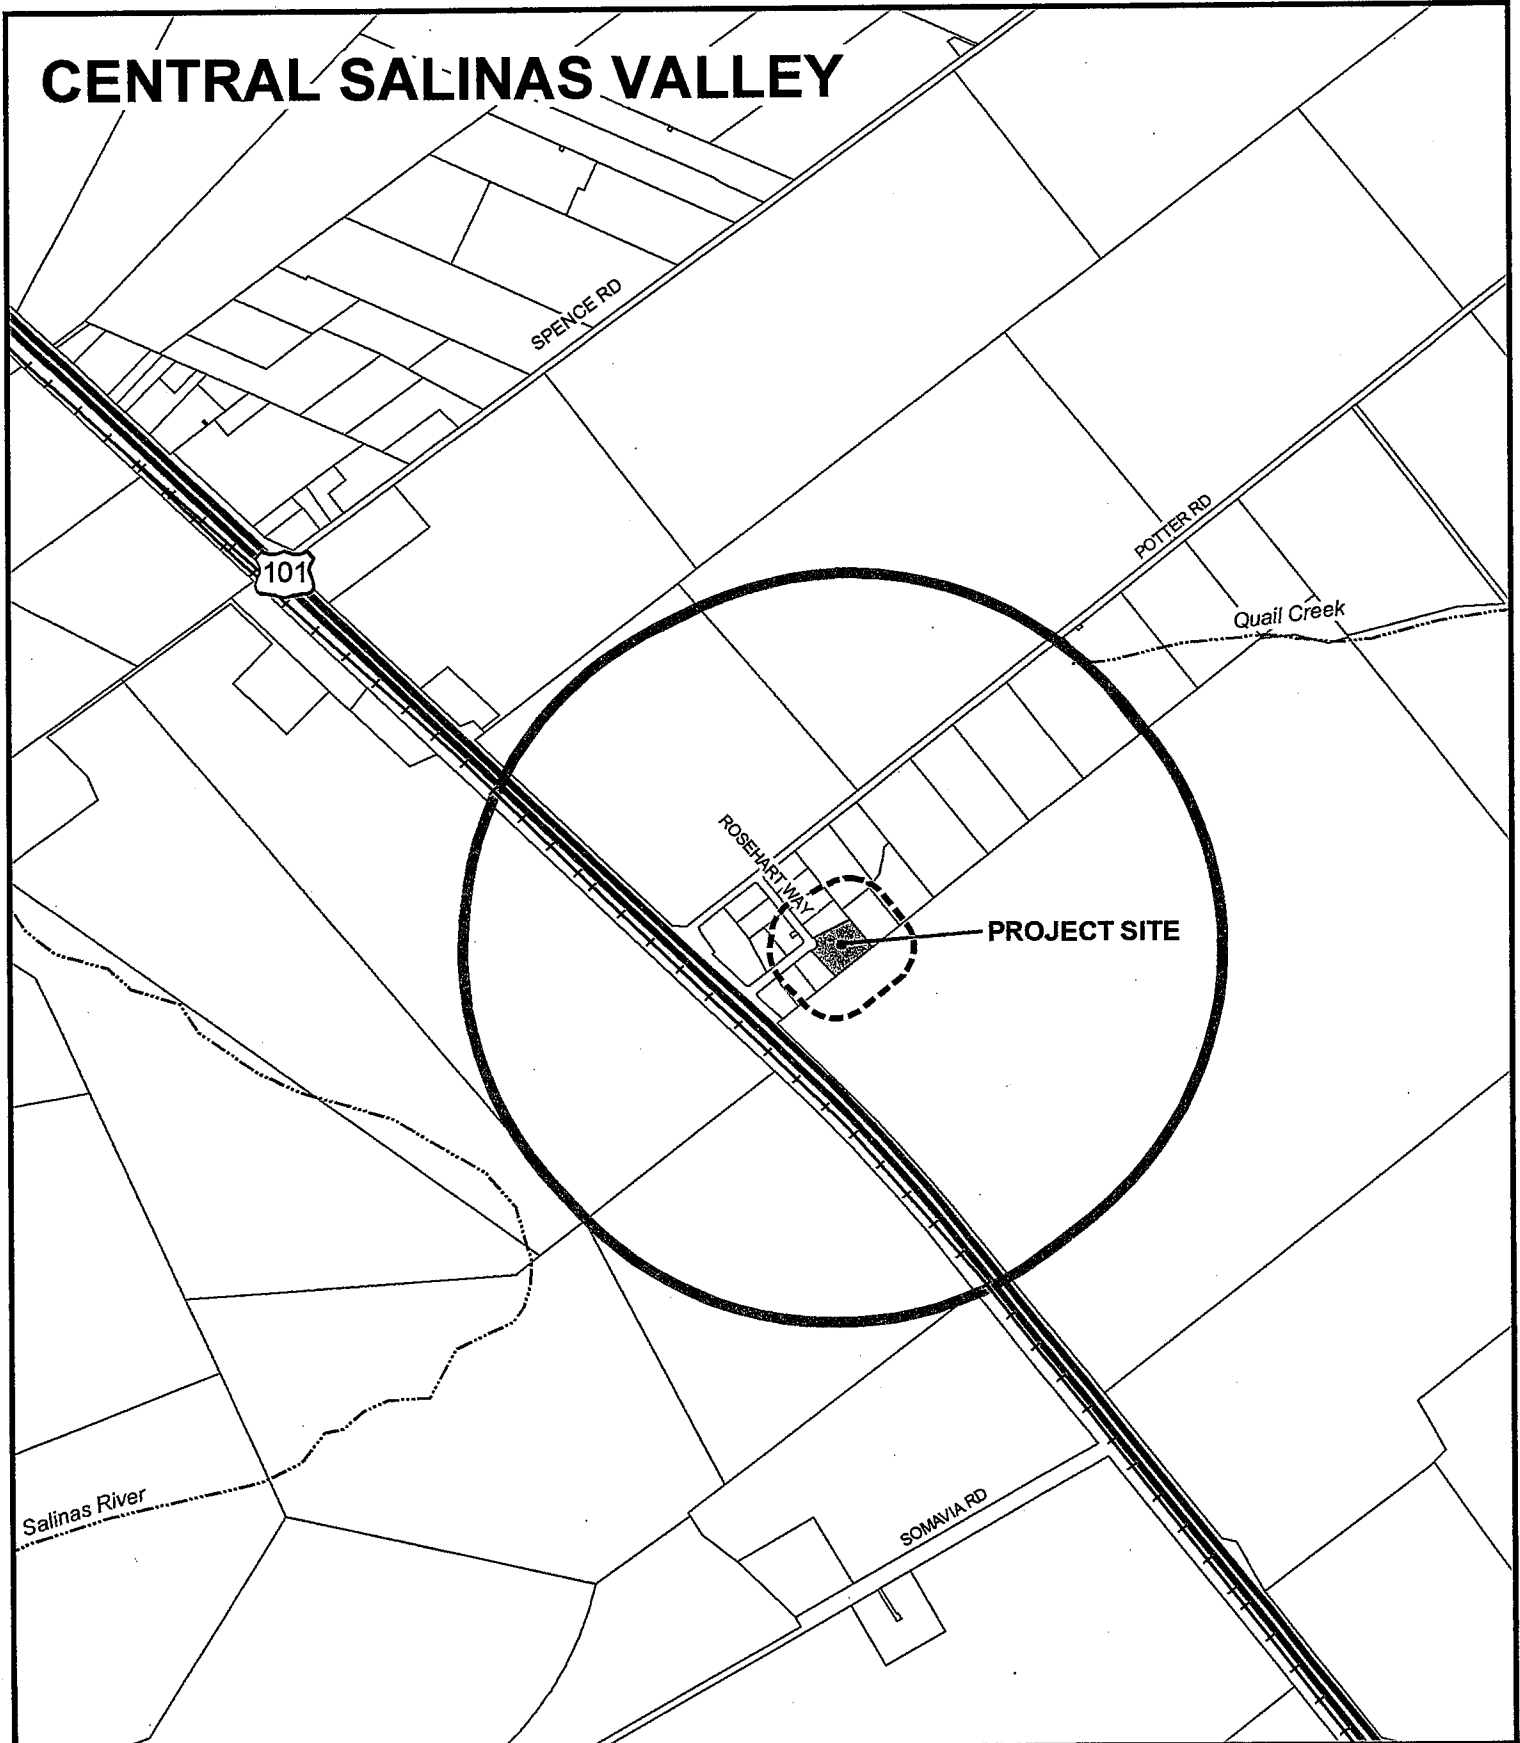 CENTRAL SALINAS VALLEY
SPENCE RD
101
POTTER RD
Quail Creek
ROSEHART WAY
PROJECT SITE
Salinas River
SOMAVIA RD